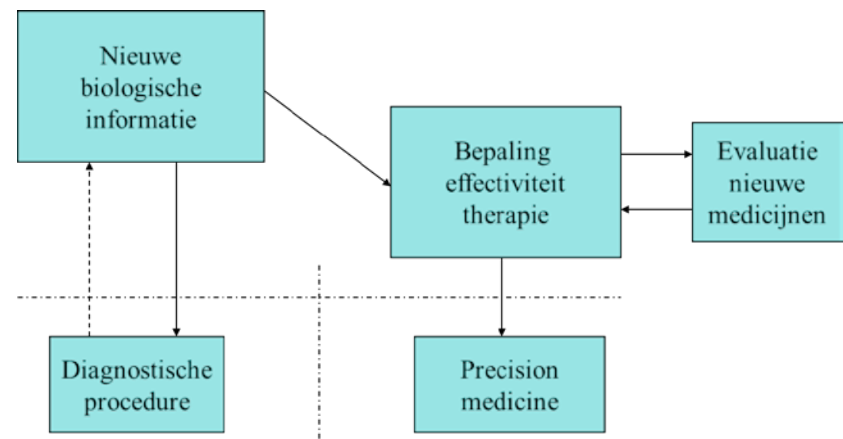 Nieuwe
biologische
informatie
Bepaling
effectiviteit
therapie
Evaluatie
nieuwe
medicijnen
Diagnostische
procedure
Precision
medicine